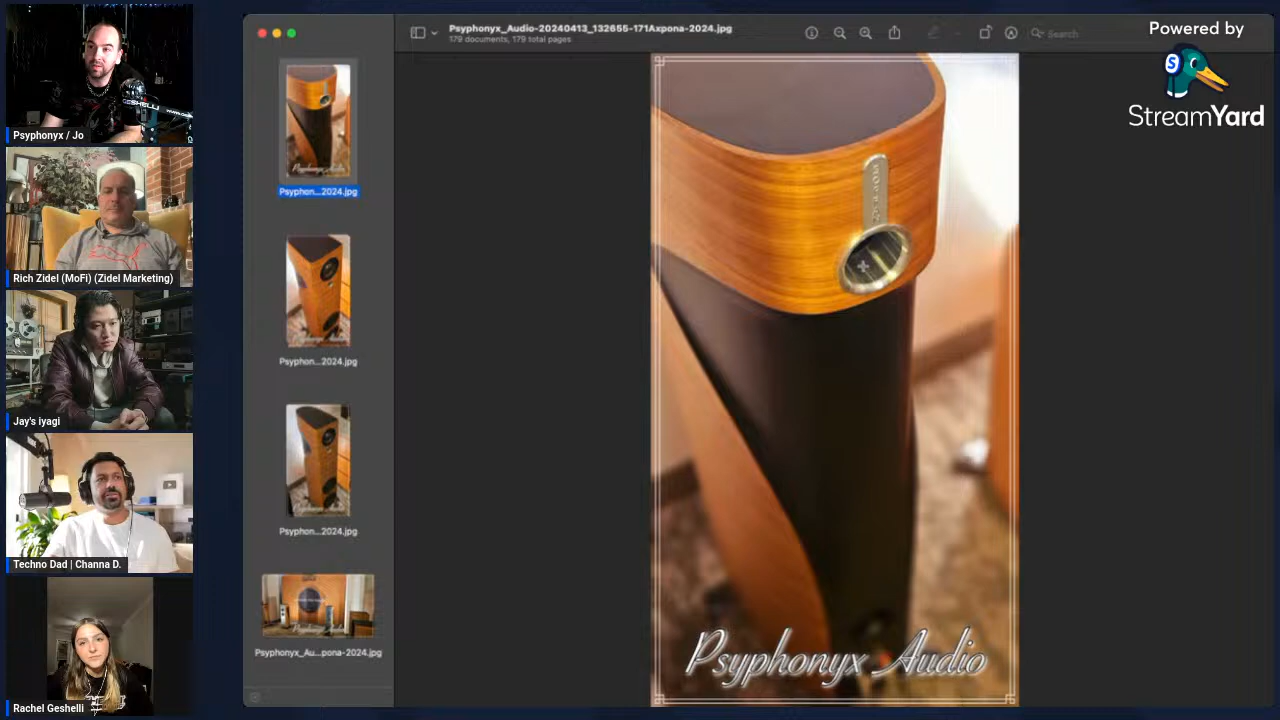 Psyphonyx_Audio-20240413_132655-171Axpona-2024.jpg
179 documents, 179 total pages
Search
Powered by
S
StreamYard
GESHELLI
Psyphonyx / Jo
Rich Zidel (MoFi) (Zidel Marketing)
Jay's iyagi
Techno Dad | Channa D.
Rachel Geshelli
Psyphon...2024.jpg
Psyphon...2024.jpg
Psyphon...2024.jpg
Psyphonyx_Au...pona-2024.jpg
Psyphonyx Audio